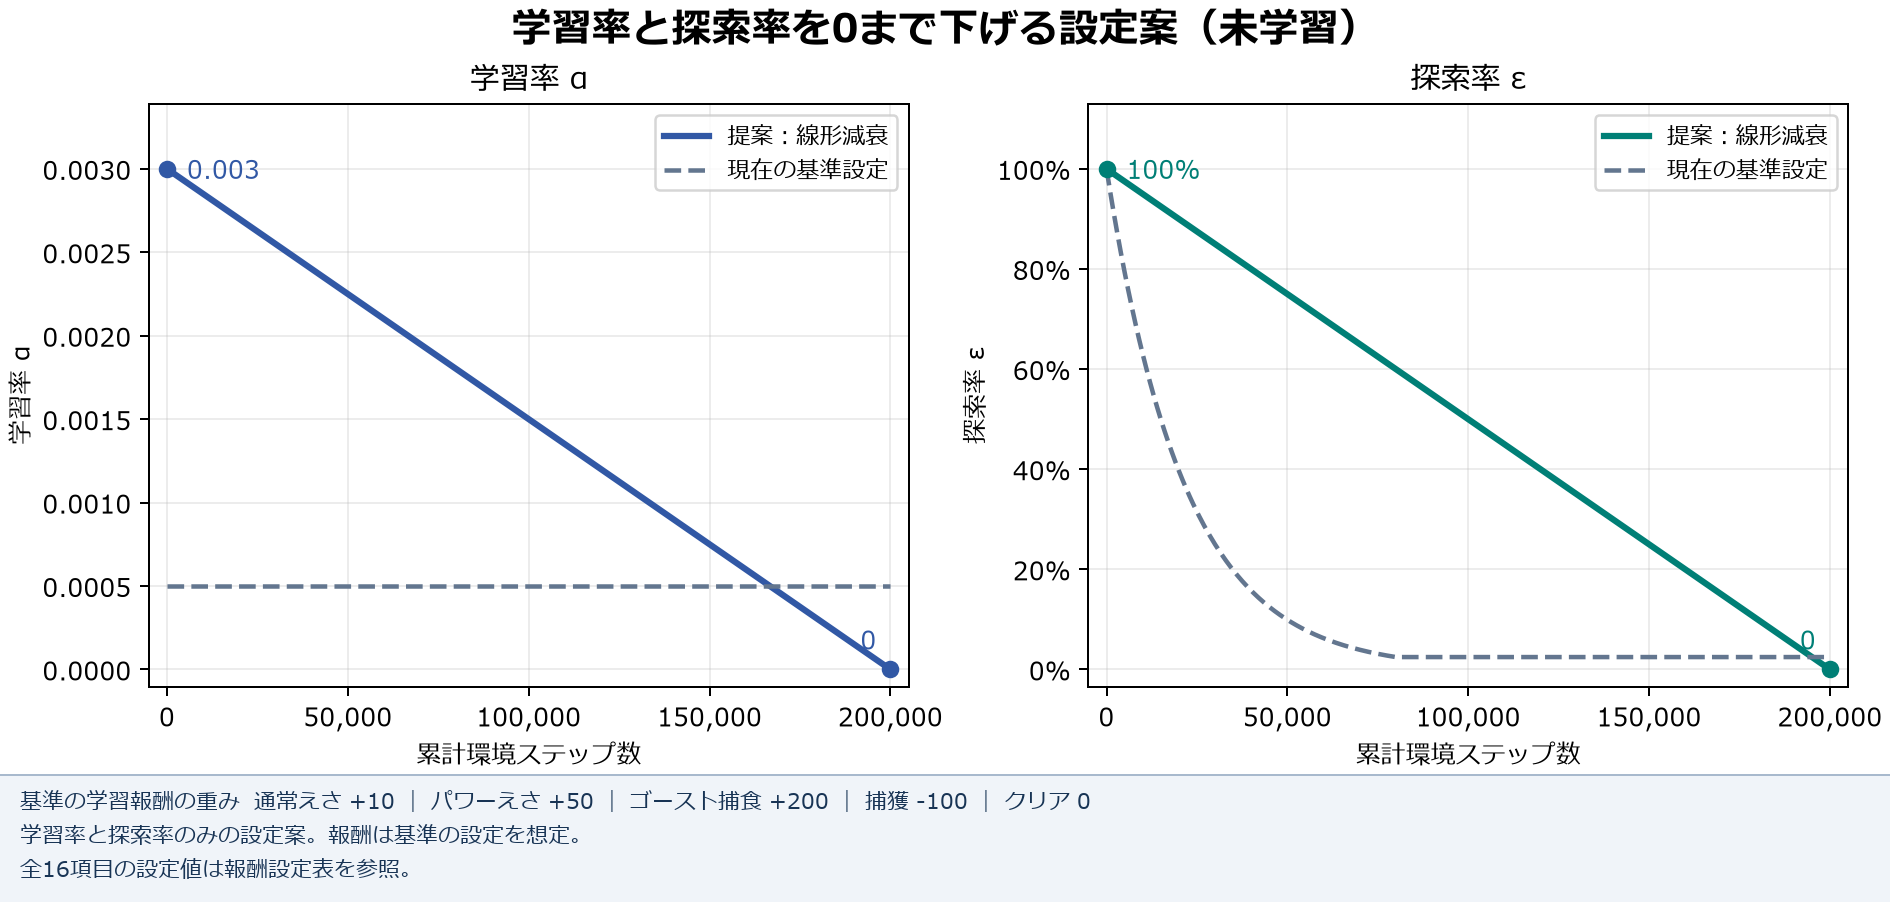 学習率と探索率を0まで下げる設定案（未学習）
学習率 α
提案：線形減衰
現在の基準設定
0.003
0.0030
0.0025
0.0020
0.0015
0.0010
0.0005
0.0000
0
学習率 α
0
50,000
100,000
150,000
200,000
累計環境ステップ数
探索率 ε
提案：線形減衰
現在の基準設定
100%
100%
80%
60%
40%
20%
0%
0
探索率 ε
0
50,000
100,000
150,000
200,000
累計環境ステップ数
基準の学習報酬の重み 通常えさ +10 ｜ パワーえさ +50 ｜ ゴースト捕食 +200 ｜ 捕獲 -100 ｜ クリア 0
学習率と探索率のみの設定案。報酬は基準の設定を想定。
全16項目の設定値は報酬設定表を参照。